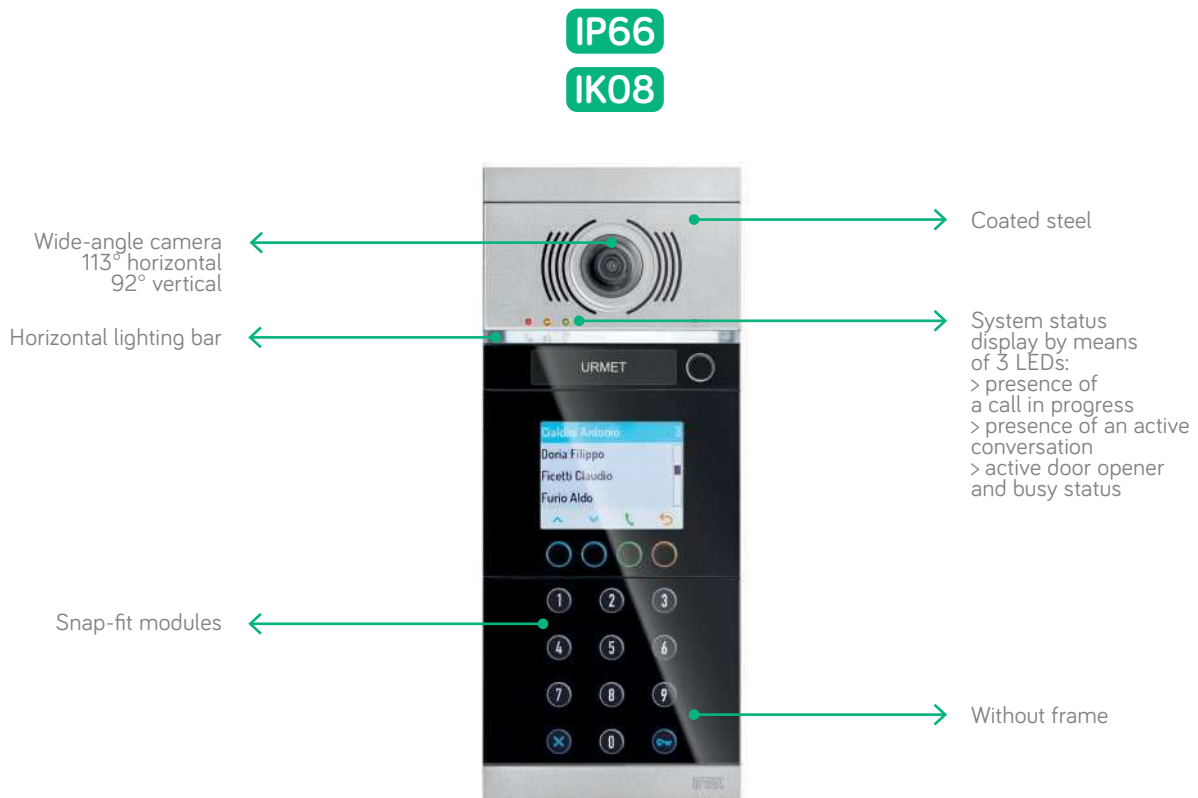 IP66
IK08
Wide-angle camera
113° horizontal
92° vertical
Horizontal lighting bar
Snap-fit modules
Coated steel
System status
display by means
of 3 LEDs:
> presence of
a call in progress
> presence of an active
conversation
> active door opener
and busy status
Without frame
URMET
Cialdini Antonio 3
Doria Filippo
Ficetti Claudio
Furio Aldo
1 2 3
4 5 6
7 8 9
0
urmet